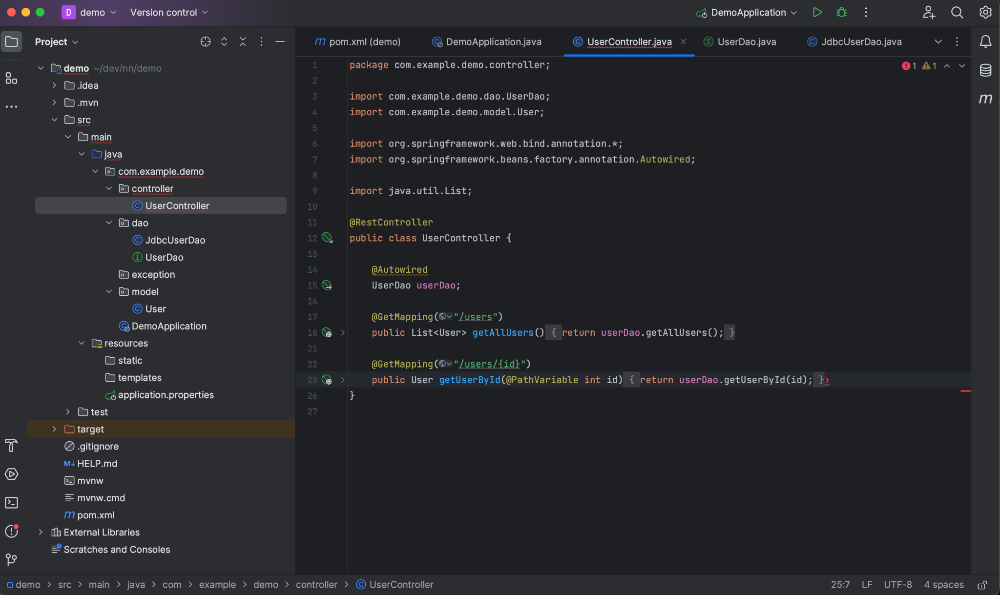 D demo Version control DemoApplication
Project
pom.xml (demo) DemoApplication.java UserController.java UserDao.java JdbcUserDao.java
demo ~/dev/nn/demo
.idea
.mvn
src
main
java
com.example.demo
controller
UserController
dao
JdbcUserDao
UserDao
exception
model
User
DemoApplication
resources
static
templates
application.properties
test
target
.gitignore
HELP.md
mvnw
mvnw.cmd
pom.xml
External Libraries
Scratches and Consoles
1 package com.example.demo.controller; 1 1
2
3 import com.example.demo.dao.UserDao;
4 import com.example.demo.model.User;
5
6 import org.springframework.web.bind.annotation.*;
7 import org.springframework.beans.factory.annotation.Autowired;
8
9 import java.util.List;
10
11 @RestController
12 public class UserController {
13
14 @Autowired
15 UserDao userDao;
16
17 @GetMapping("/users")
18 public List<User> getAllUsers() { return userDao.getAllUsers(); }
21
22 @GetMapping("/users/{id}")
23 public User getUserById(@PathVariable int id) { return userDao.getUserById(id); }>
26 }
27
demo > src > main > java > com > example > demo > controller > UserController 25:7 LF UTF-8 4 spaces